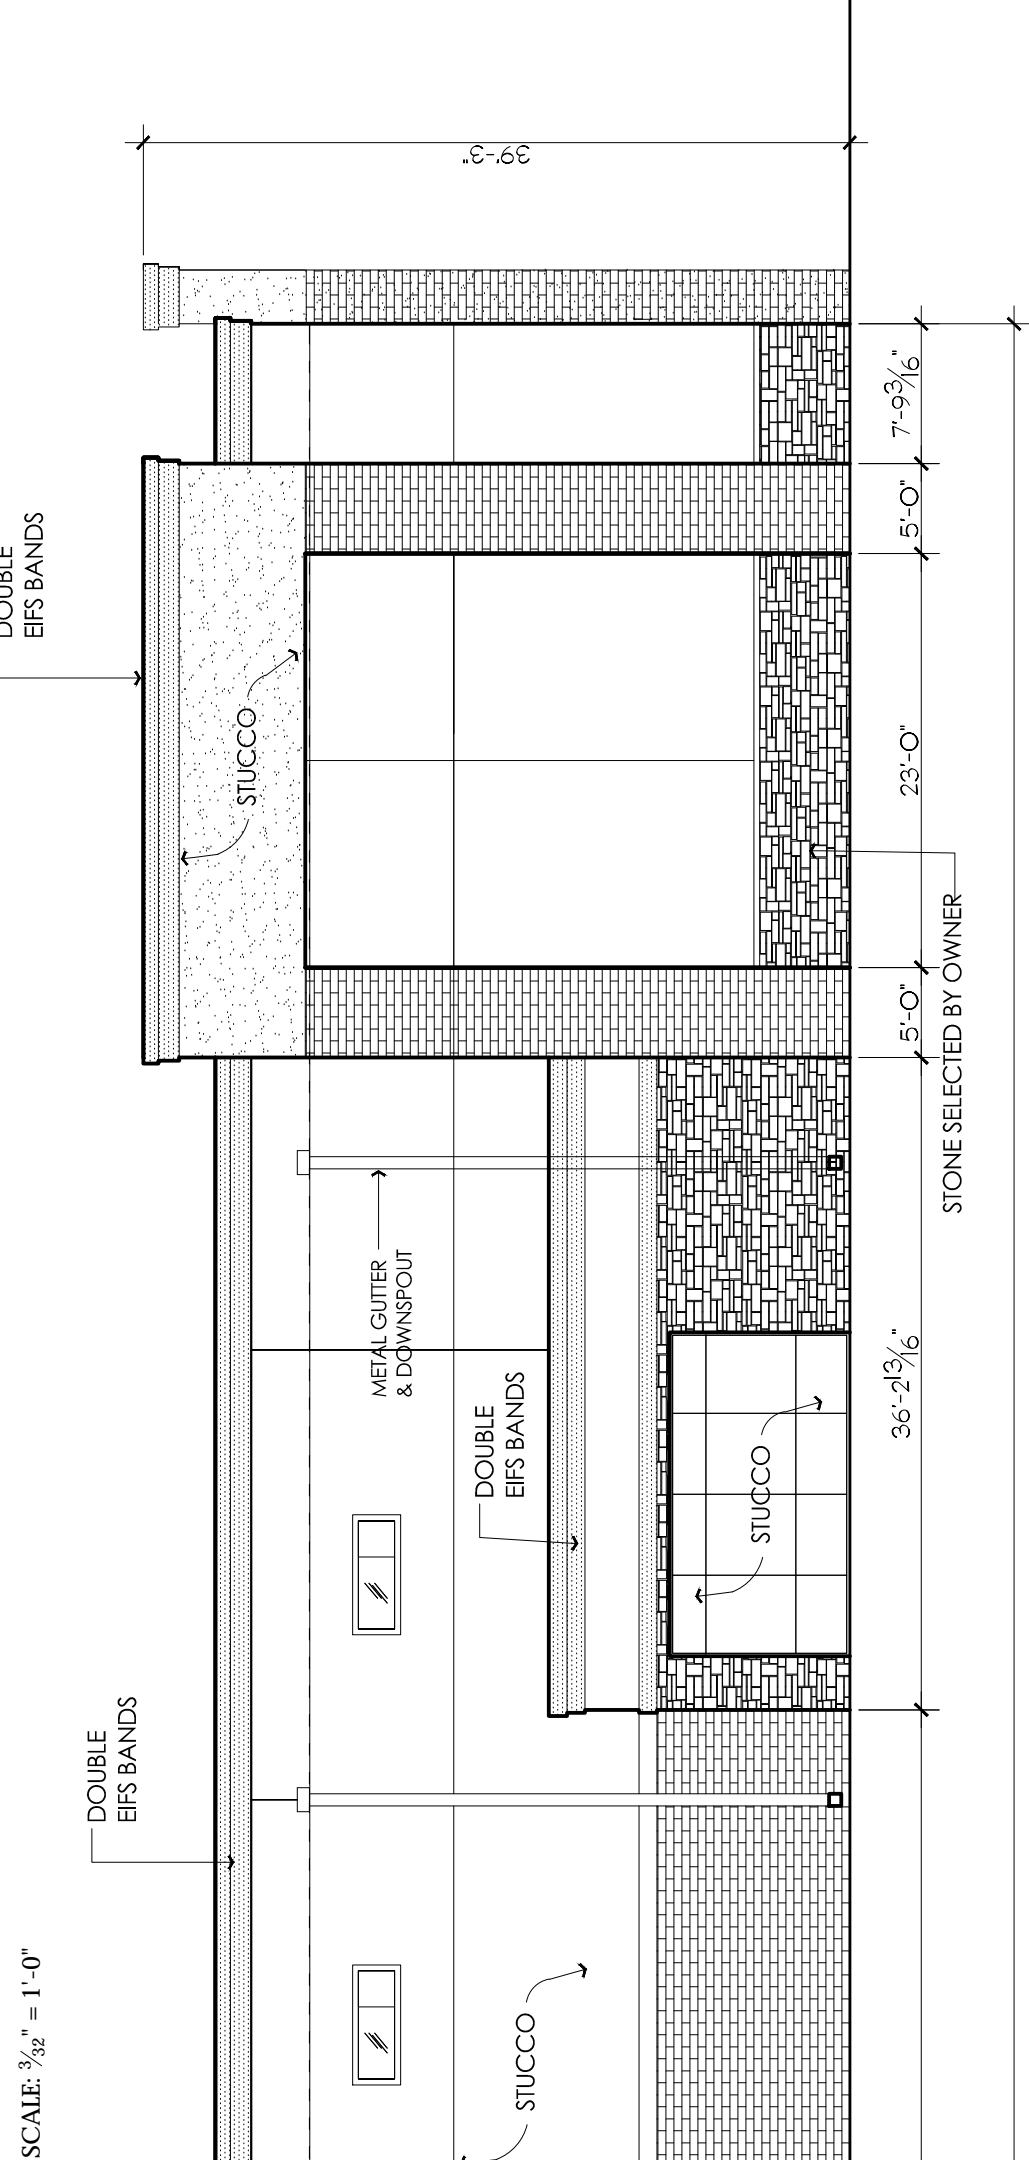 SCALE: 3/32" = 1'-0"
DOUBLE
EIFS BANDS
DOUBLE
EIFS BANDS
STUCCO
METAL GUTTER
& DOWNSPOUT
DOUBLE
EIFS BANDS
STUCCO
STUCCO
STONE SELECTED BY OWNER
36'-2 13/16"
5'-0"
23'-0"
5'-0"
7'-9 3/16"
39'-3"